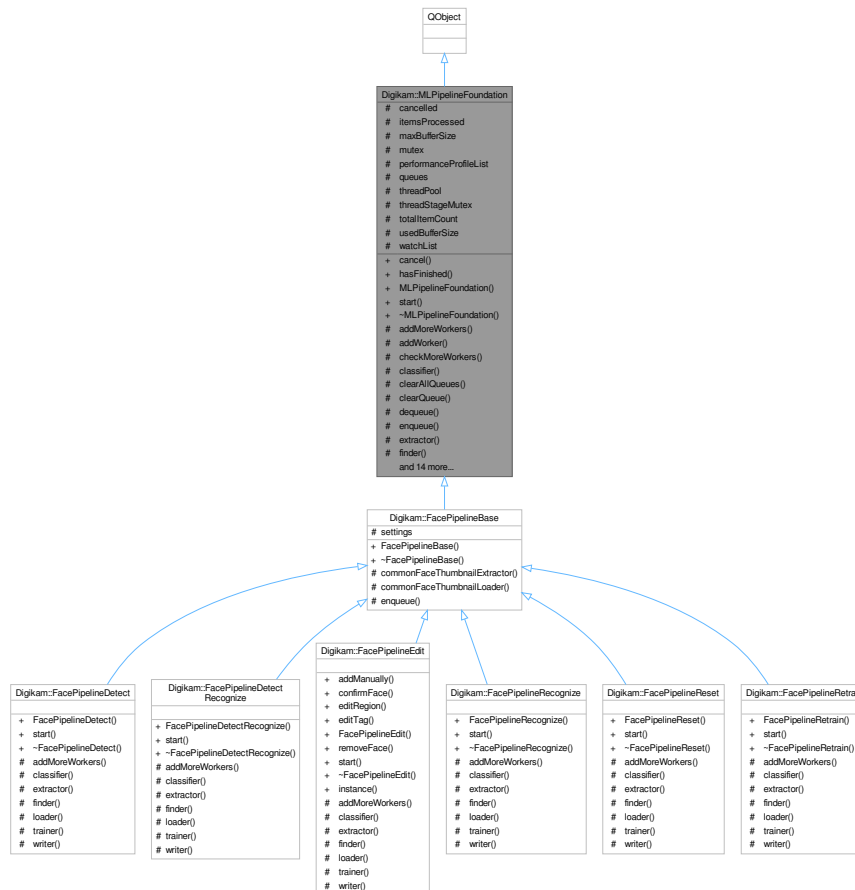 QObject
Digikam::MLPipelineFoundation
# cancelled
# itemsProcessed
# maxBufferSize
# mutex
# performanceProfileList
# queues
# threadPool
# threadStageMutex
# totalItemCount
# usedBufferSize
# watchList
+ cancel()
+ hasFinished()
+ MLPipelineFoundation()
+ start()
+ ~MLPipelineFoundation()
# addMoreWorkers()
# addWorker()
# checkMoreWorkers()
# classifier()
# clearAllQueues()
# clearQueue()
# dequeue()
# enqueue()
# extractor()
# finder()
and 14 more...
Digikam::FacePipelineBase
# settings
+ FacePipelineBase()
+ ~FacePipelineBase()
# commonFaceThumbnailExtractor()
# commonFaceThumbnailLoader()
# enqueue()
Digikam::FacePipelineDetect
+ FacePipelineDetect()
+ start()
+ ~FacePipelineDetect()
# addMoreWorkers()
# classifier()
# extractor()
# finder()
# loader()
# trainer()
# writer()
Digikam::FacePipelineDetect
Recognize
+ FacePipelineDetectRecognize()
+ start()
+ ~FacePipelineDetectRecognize()
# addMoreWorkers()
# classifier()
# extractor()
# finder()
# loader()
# trainer()
# writer()
Digikam::FacePipelineEdit
+ addManually()
+ confirmFace()
+ editRegion()
+ editTag()
+ FacePipelineEdit()
+ removeFace()
+ start()
+ ~FacePipelineEdit()
+ instance()
# addMoreWorkers()
# classifier()
# extractor()
# finder()
# loader()
# trainer()
# writer()
Digikam::FacePipelineRecognize
+ FacePipelineRecognize()
+ start()
+ ~FacePipelineRecognize()
# addMoreWorkers()
# classifier()
# extractor()
# finder()
# loader()
# trainer()
# writer()
Digikam::FacePipelineReset
+ FacePipelineReset()
+ start()
+ ~FacePipelineReset()
# addMoreWorkers()
# classifier()
# extractor()
# finder()
# loader()
# trainer()
# writer()
Digikam::FacePipelineRetrain
+ FacePipelineRetrain()
+ start()
+ ~FacePipelineRetrain()
# addMoreWorkers()
# classifier()
# extractor()
# finder()
# loader()
# trainer()
# writer()